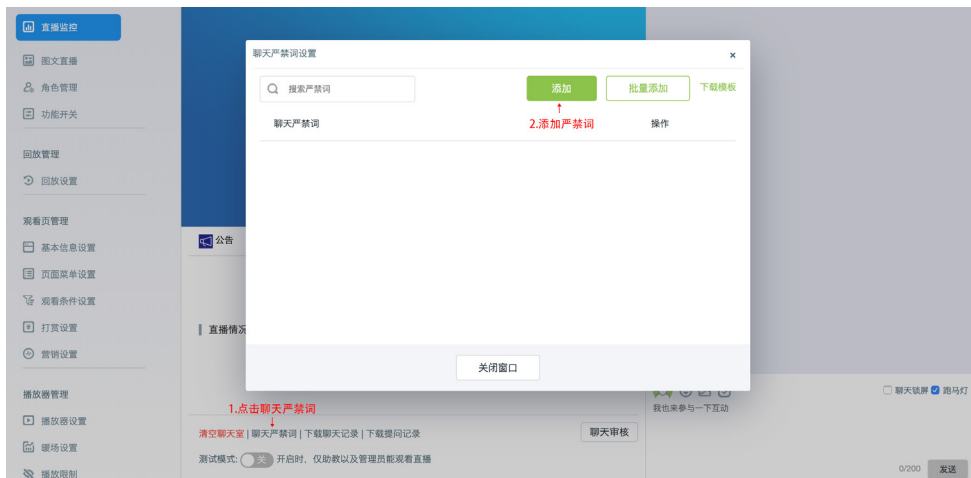 直播监控
图文直播
角色管理
功能开关
回放管理
回放设置
观看页管理
基本信息设置
页面菜单设置
观看条件设置
打赏设置
营销设置
播放器管理
播放器设置
暖场设置
播放限制
聊天严禁词设置
×
搜索严禁词
添加
批量添加
下载模板
↑
聊天严禁词
2.添加严禁词
操作
关闭窗口
公告
直播情况
1.点击聊天严禁词
↓
清空聊天室 | 聊天严禁词 | 下载聊天记录 | 下载提问记录
聊天审核
测试模式: 关 开启时，仅助教以及管理员能观看直播
聊天锁屏 跑马灯
我也来参与一下互动
0/200 发送